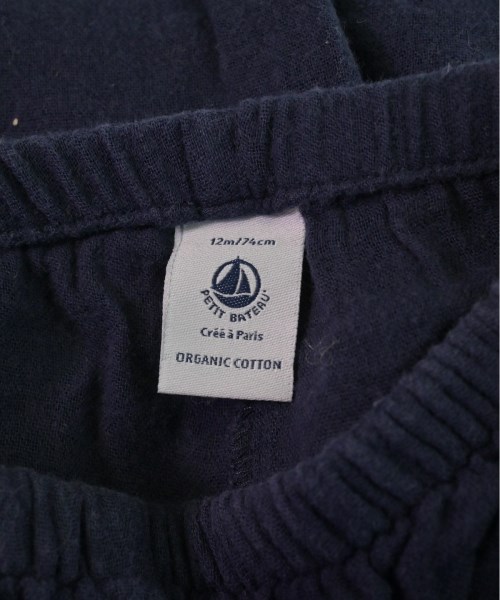 12m/74cm
PETIT BATEAU
Créé à Paris
ORGANIC COTTON